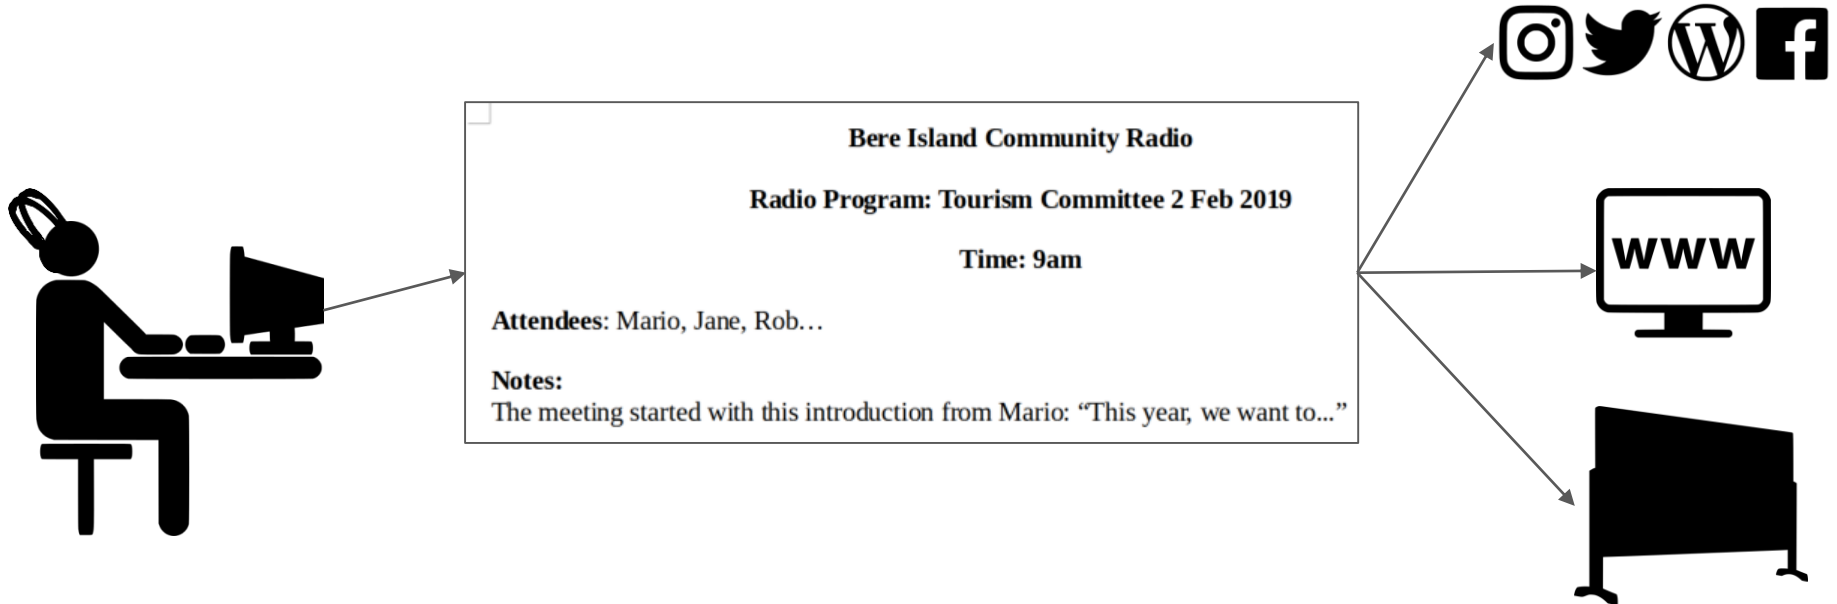 Bere Island Community Radio
Radio Program: Tourism Committee 2 Feb 2019
Time: 9am
Attendees: Mario, Jane, Rob…
Notes:
The meeting started with this introduction from Mario: “This year, we want to...”
www